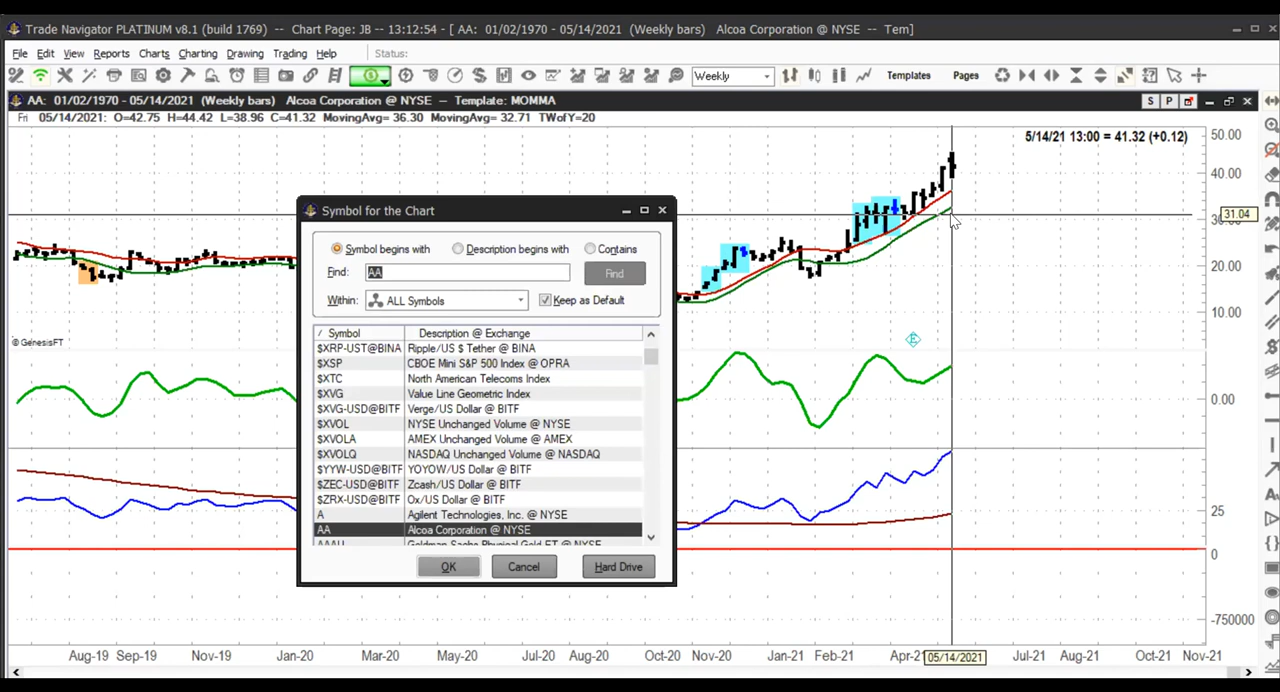 Trade Navigator PLATINUM v8.1 (build 1769) -- Chart Page: JB -- 13:12:54 - [ AA: 01/02/1970 - 05/14/2021 (Weekly bars) Alcoa Corporation @ NYSE -- Tem]
File Edit View Reports Charts Charting Drawing Trading Help Status:
Weekly Templates Pages
AA: 01/02/1970 - 05/14/2021 (Weekly bars) Alcoa Corporation @ NYSE -- Template: MOMMA S P
Fri 05/14/2021: O=42.75 H=44.42 L=38.96 C=41.32 MovingAvg= 36.30 MovingAvg= 32.71 TWofY=20
5/14/21 13:00 = 41.32 (+0.12)
50.00
40.00
31.04
30.00
20.00
10.00
0.00
25
0
-750000
Symbol for the Chart
Symbol begins with Description begins with Contains
Find: AA Find
Within: ALL Symbols Keep as Default
/ Symbol Description @ Exchange
$XRP-UST@BINA Ripple/US $ Tether @ BINA
$XSP CBOE Mini S&P 500 Index @ OPRA
$XTC North American Telecoms Index
$XVG Value Line Geometric Index
$XVG-USD@BITF Verge/US Dollar @ BITF
$XVOL NYSE Unchanged Volume @ NYSE
$XVOLA AMEX Unchanged Volume @ AMEX
$XVOLQ NASDAQ Unchanged Volume @ NASDAQ
$YYW-USD@BITF YOYOW/US Dollar @ BITF
$ZEC-USD@BITF Zcash/US Dollar @ BITF
$ZRX-USD@BITF Ox/US Dollar @ BITF
A Agilent Technologies, Inc. @ NYSE
AA Alcoa Corporation @ NYSE
AAAU Goldman Sachs Physical Gold ET @ NYSE
OK Cancel Hard Drive
© GenesisFT
E
Aug-19 Sep-19 Nov-19 Jan-20 Mar-20 May-20 Jul-20 Aug-20 Oct-20 Nov-20 Jan-21 Feb-21 Apr-21 05/14/2021 Jul-21 Aug-21 Oct-21 Nov-21